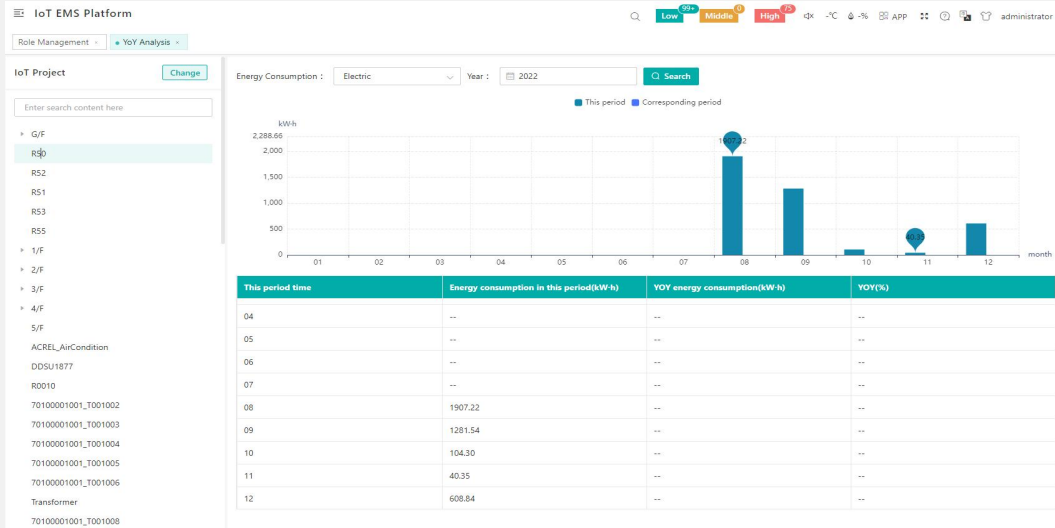 IoT EMS Platform
Low 99+ Middle 0 High 75 -℃ -% APP administrator
Role Management × YoY Analysis ×
IoT Project Change
Enter search content here
G/F
R50
R52
R51
R53
R55
1/F
2/F
3/F
4/F
5/F
ACREL_AirCondition
DDSU1877
R0010
70100001001_T001002
70100001001_T001003
70100001001_T001004
70100001001_T001005
70100001001_T001006
Transformer
70100001001_T001008
Energy Consumption : Electric Year : 2022 Search
This period Corresponding period
kW·h
2,288.66
2,000
1,500
1,000
500
0
1907.22
40.35
01 02 03 04 05 06 07 08 09 10 11 12
month
This period time Energy consumption in this period(kW·h) YOY energy consumption(kW·h) YOY(%)
04 -- -- --
05 -- -- --
06 -- -- --
07 -- -- --
08 1907.22 -- --
09 1281.54 -- --
10 104.30 -- --
11 40.35 -- --
12 608.84 -- --